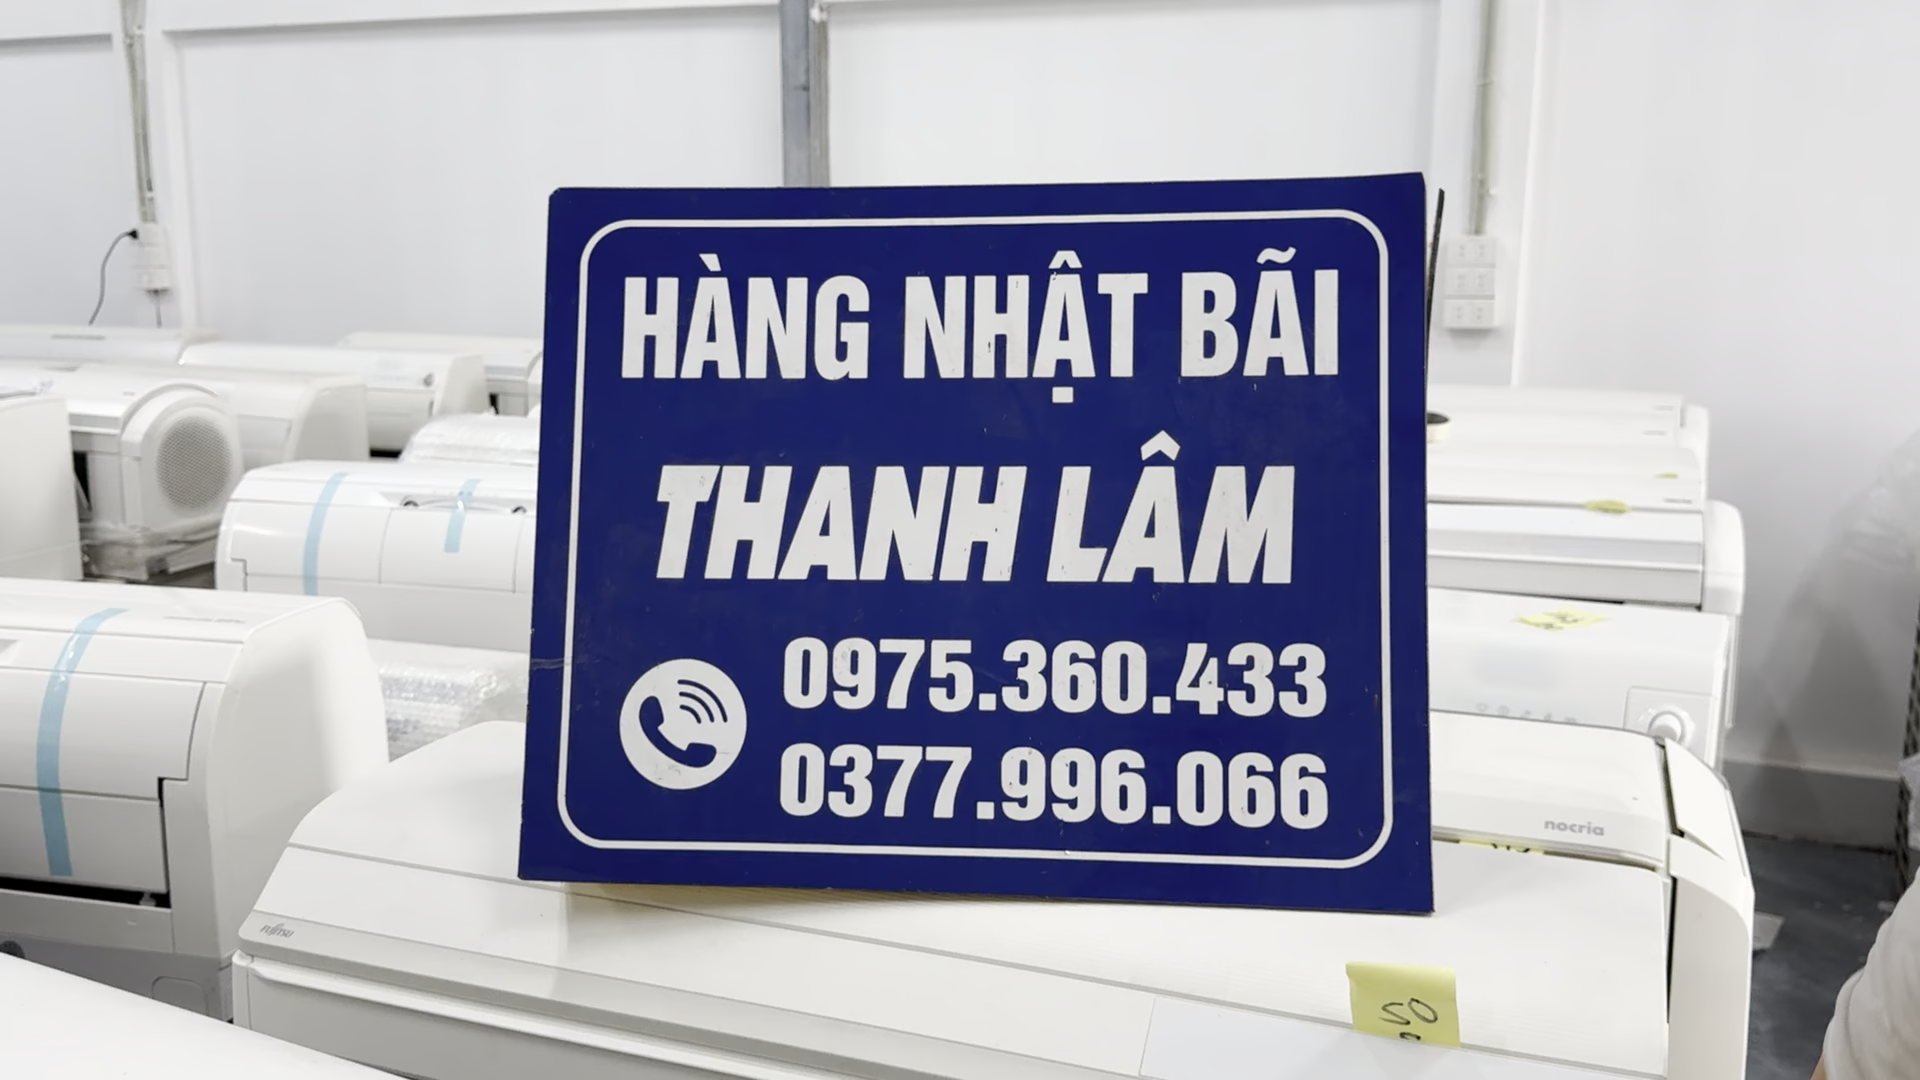 HÀNG NHẬT BÃI
THANH LÂM
0975.360.433
0377.996.066
nocria
FUJITSU
50